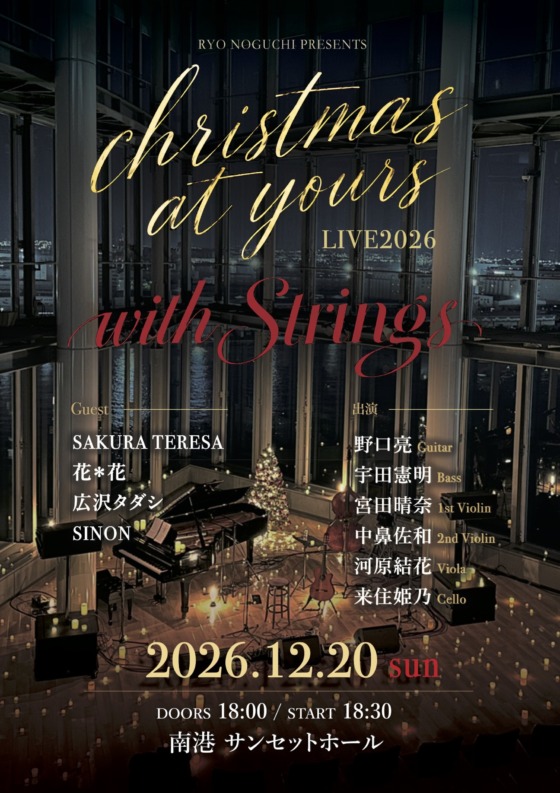 RYO NOGUCHI PRESENTS
christmas
at yours
LIVE2026
with Strings
Guest
SAKURA TERESA
花*花
広沢タダシ
SINON
出演
野口亮 Guitar
宇田憲明 Bass
宮田晴奈 1st Violin
中鼻佐和 2nd Violin
河原結花 Viola
来住姫乃 Cello
2026.12.20 sun
DOORS 18:00 / START 18:30
南港 サンセットホール